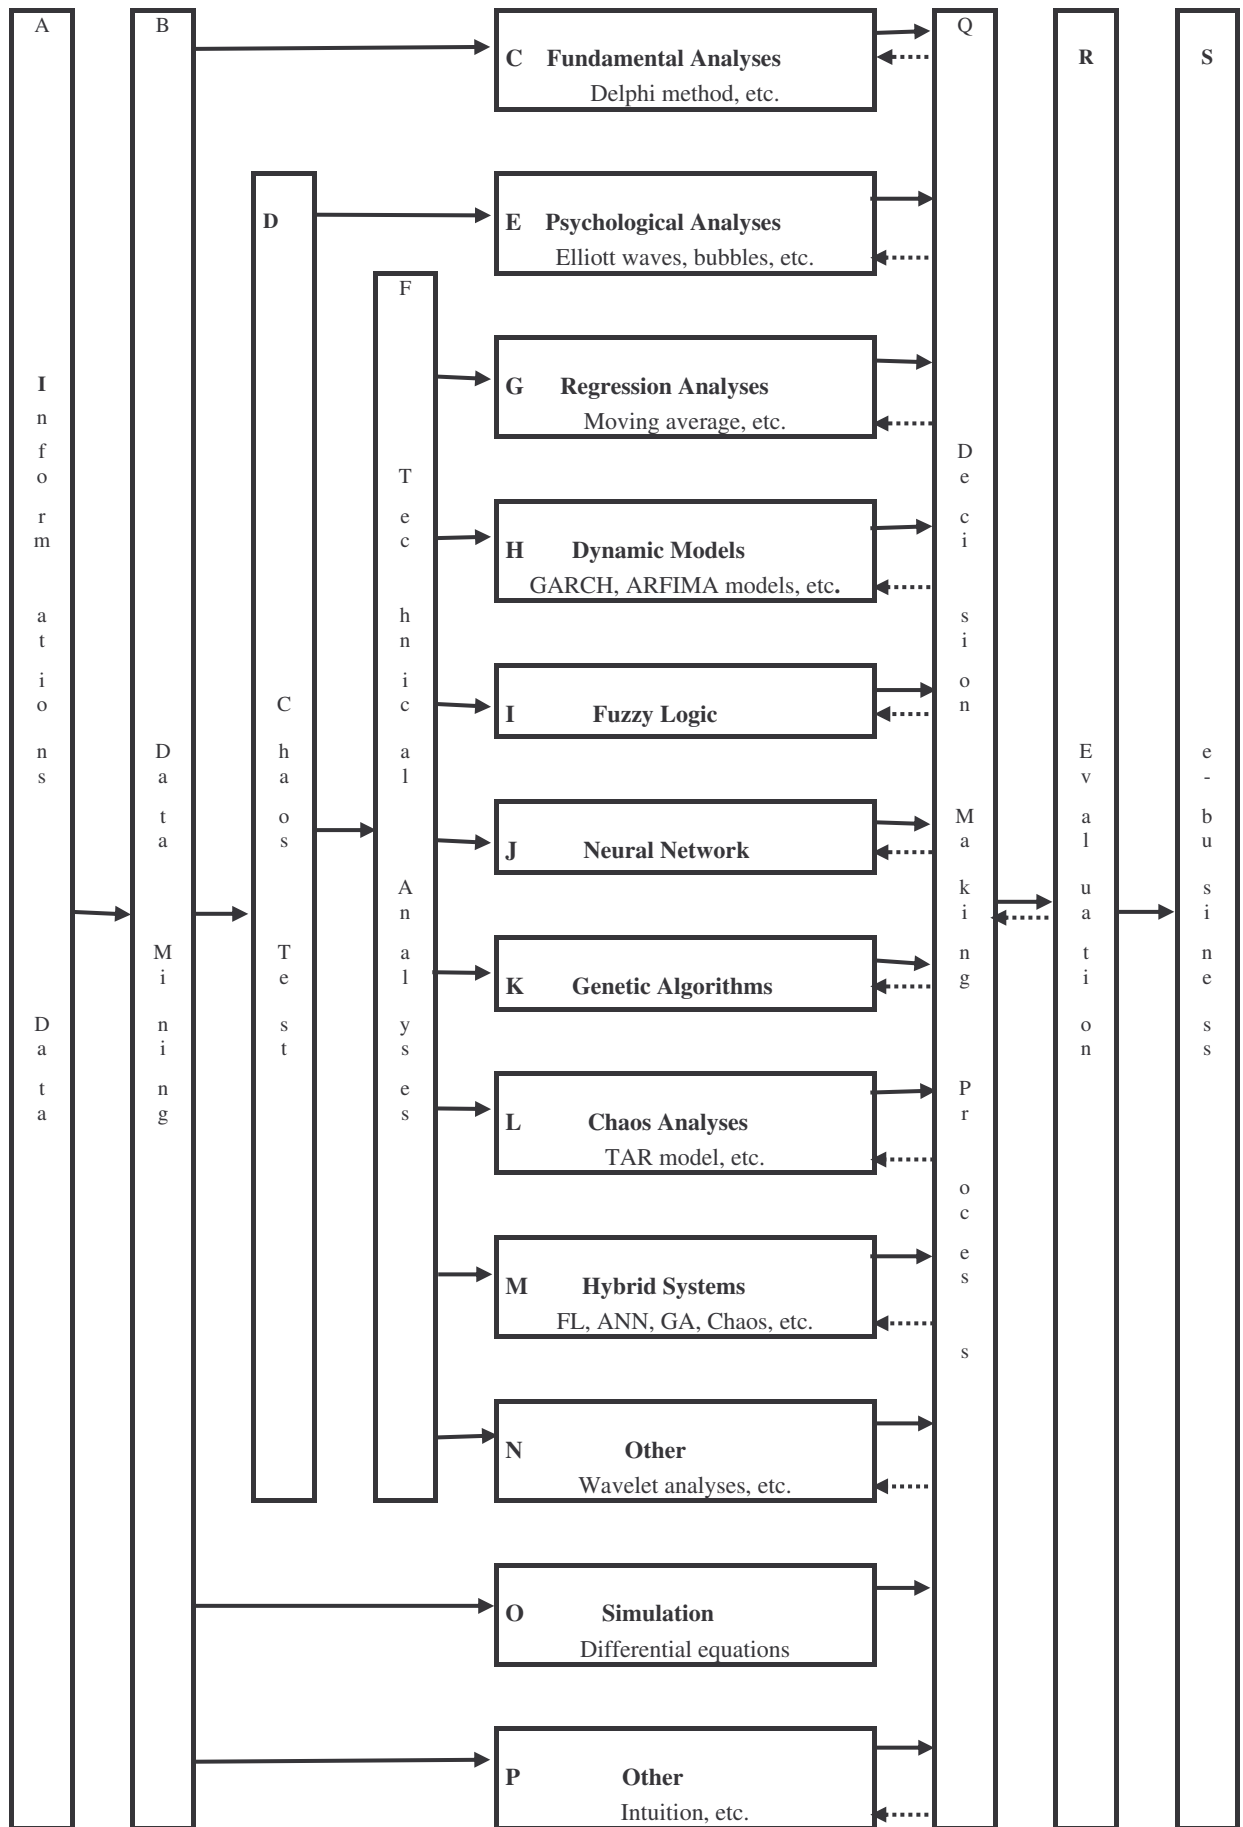 A
Informations
Data
B
Data
Mining
C Fundamental Analyses
Delphi method, etc.
D
Chaos
Test
E Psychological Analyses
Elliott waves, bubbles, etc.
F
Technical
Analyses
G Regression Analyses
Moving average, etc.
H Dynamic Models
GARCH, ARFIMA models, etc.
I Fuzzy Logic
J Neural Network
K Genetic Algorithms
L Chaos Analyses
TAR model, etc.
M Hybrid Systems
FL, ANN, GA, Chaos, etc.
N Other
Wavelet analyses, etc.
O Simulation
Differential equations
P Other
Intuition, etc.
Q
Decision
Making
Process
R
Evaluation
S
e-business